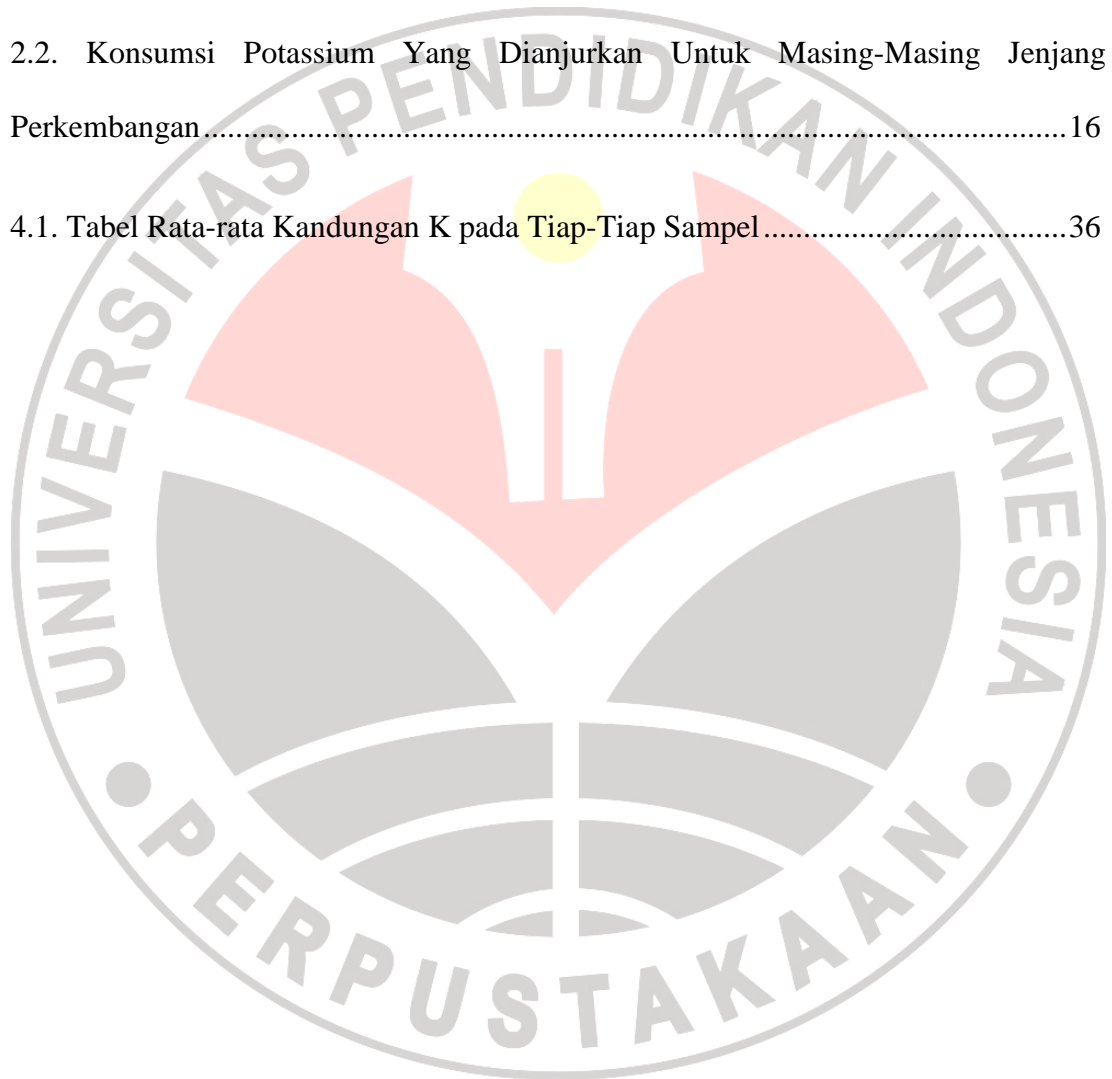 2.2. Konsumsi Potassium Yang Dianjurkan Untuk Masing-Masing Jenjang
Perkembangan.....................................................................................................16
4.1. Tabel Rata-rata Kandungan K pada Tiap-Tiap Sampel....................................36
UNIVERSITAS PENDIDIKAN INDONESIA
PERPUSTAKAAN